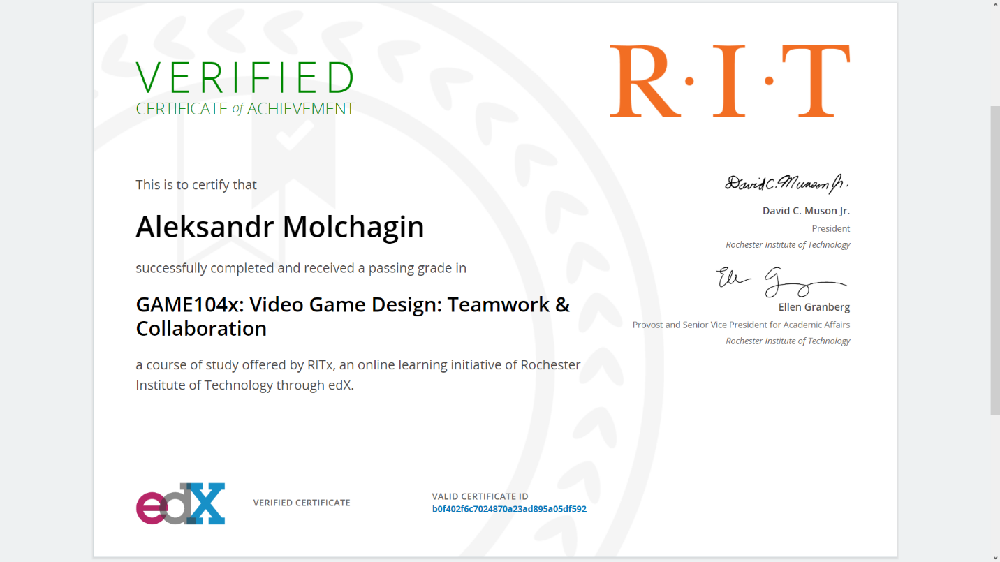 VERIFIED
CERTIFICATE of ACHIEVEMENT
R·I·T
This is to certify that
Aleksandr Molchagin
successfully completed and received a passing grade in
GAME104x: Video Game Design: Teamwork &
Collaboration
a course of study offered by RITx, an online learning initiative of Rochester
Institute of Technology through edX.
David C. Munson Jr.
David C. Muson Jr.
President
Rochester Institute of Technology
Ellen Granberg
Provost and Senior Vice President for Academic Affairs
Rochester Institute of Technology
edX
VERIFIED CERTIFICATE
VALID CERTIFICATE ID
b0f402f6c7024870a23ad895a05df592